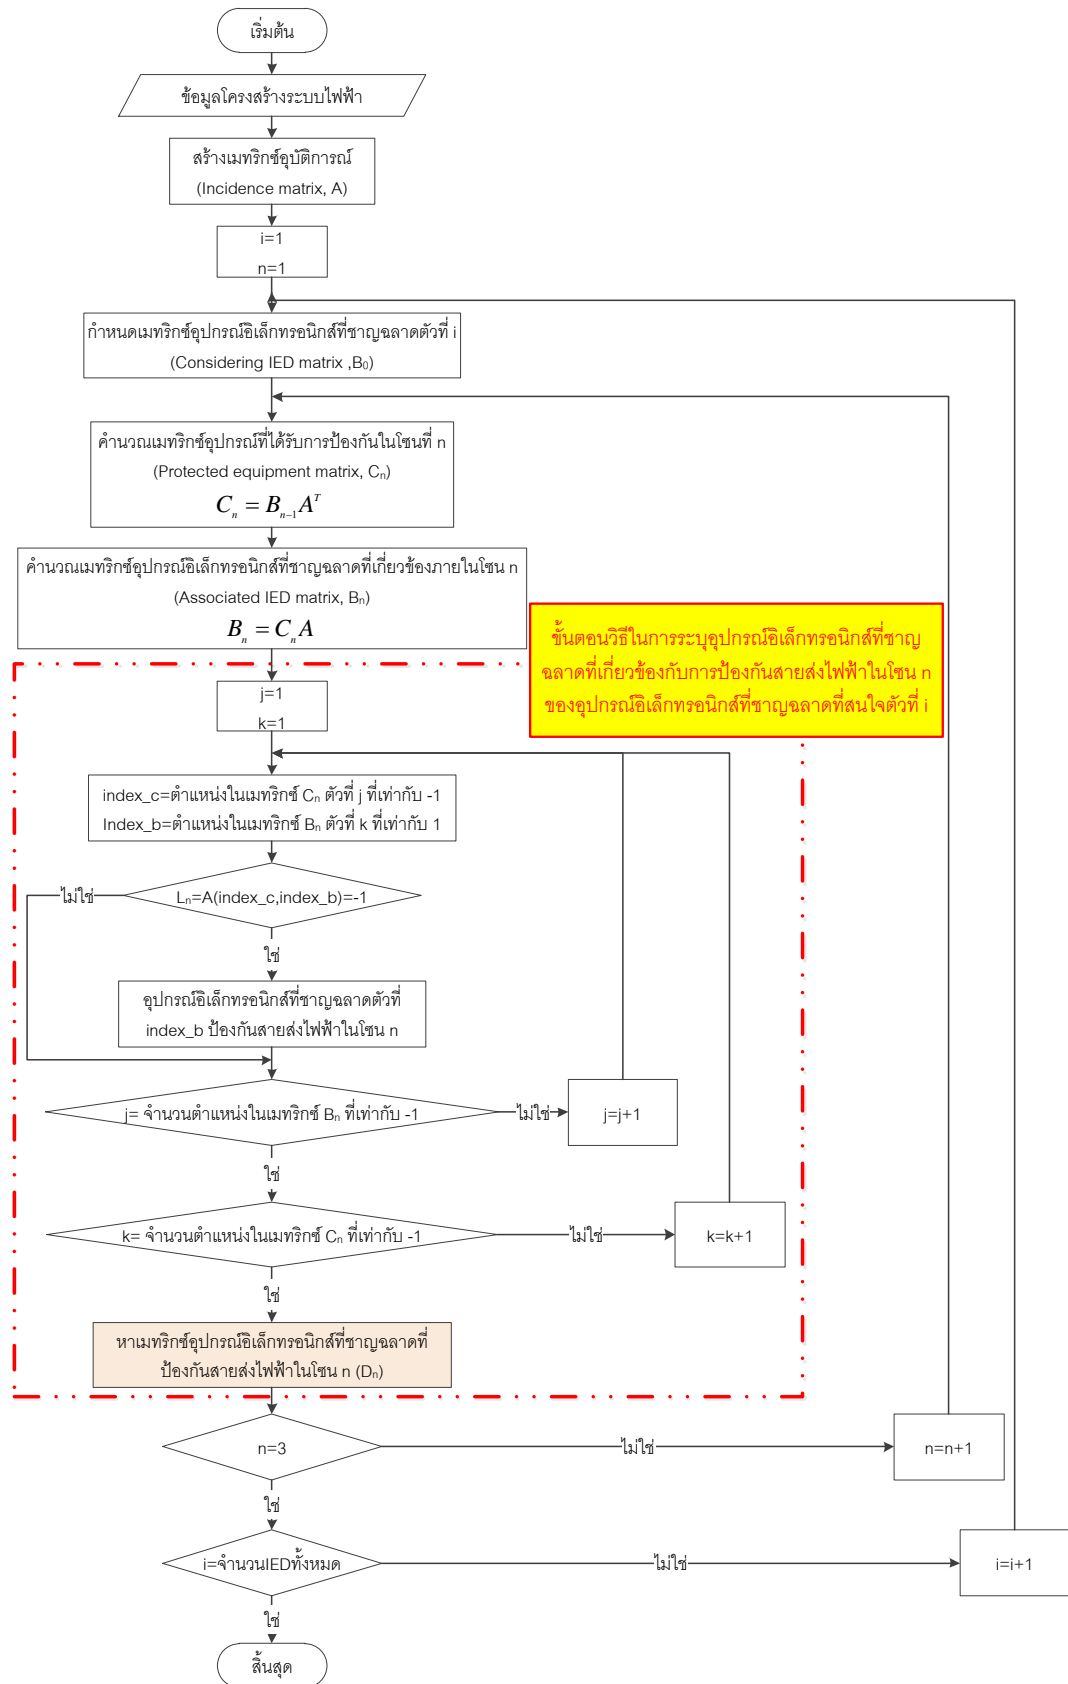 เริ่มต้น
ข้อมูลโครงสร้างระบบไฟฟ้า
สร้างเมทริกซ์อุบัติการณ์
(Incidence matrix, A)
i=1
n=1
กำหนดเมทริกซ์อุปกรณ์อิเล็กทรอนิกส์ที่ชาญฉลาดตัวที่ i
(Considering IED matrix ,B₀)
คำนวณเมทริกซ์อุปกรณ์ที่ได้รับการป้องกันในโซนที่ n
(Protected equipment matrix, Cₙ)
Cₙ = Bₙ₋₁Aᵀ
คำนวณเมทริกซ์อุปกรณ์อิเล็กทรอนิกส์ที่ชาญฉลาดที่เกี่ยวข้องภายในโซน n
(Associated IED matrix, Bₙ)
Bₙ = CₙA
ขั้นตอนวิธีในการระบุอุปกรณ์อิเล็กทรอนิกส์ที่ชาญ
ฉลาดที่เกี่ยวข้องกับการป้องกันสายส่งไฟฟ้าในโซน n
ของอุปกรณ์อิเล็กทรอนิกส์ที่ชาญฉลาดที่สนใจตัวที่ i
j=1
k=1
index_c=ตำแหน่งในเมทริกซ์ Cₙ ตัวที่ j ที่เท่ากับ -1
Index_b=ตำแหน่งในเมทริกซ์ Bₙ ตัวที่ k ที่เท่ากับ 1
ไม่ใช่
Lₙ=A(index_c,index_b)=-1
ใช่
อุปกรณ์อิเล็กทรอนิกส์ที่ชาญฉลาดตัวที่
index_b ป้องกันสายส่งไฟฟ้าในโซน n
j= จำนวนตำแหน่งในเมทริกซ์ Bₙ ที่เท่ากับ -1
ไม่ใช่
j=j+1
ใช่
k= จำนวนตำแหน่งในเมทริกซ์ Cₙ ที่เท่ากับ -1
ไม่ใช่
k=k+1
ใช่
หาเมทริกซ์อุปกรณ์อิเล็กทรอนิกส์ที่ชาญฉลาดที่
ป้องกันสายส่งไฟฟ้าในโซน n (Dₙ)
n=3
ไม่ใช่
n=n+1
ใช่
i=จำนวนIEDทั้งหมด
ไม่ใช่
i=i+1
ใช่
สิ้นสุด